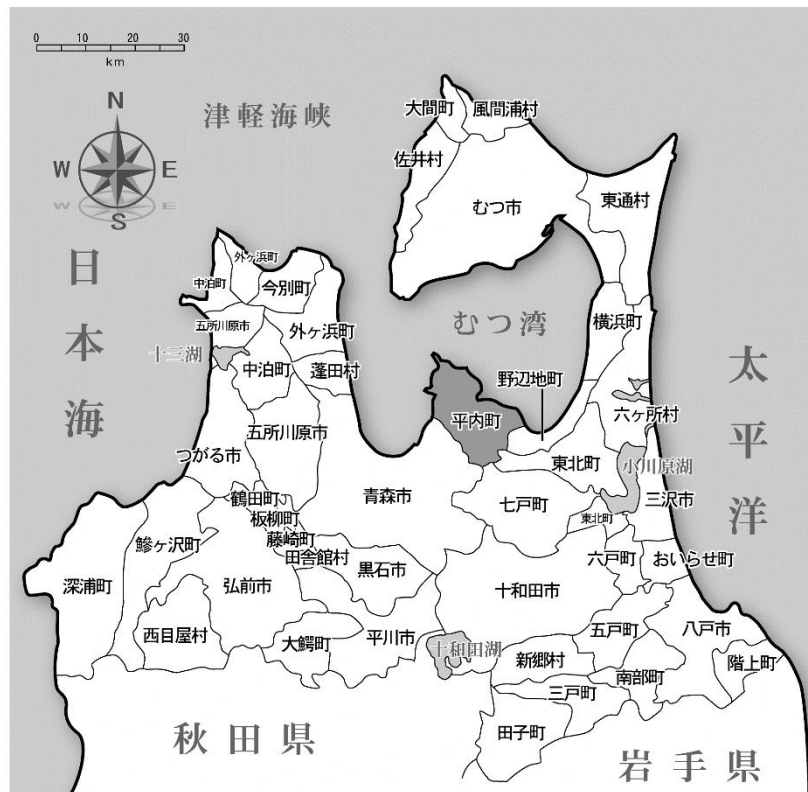 0 10 20 30
km
N
W E
S
W E
津軽海峡
日本海
むつ湾
太平洋
大間町
風間浦村
佐井村
むつ市
東通村
外ヶ浜町
中泊町
今別町
五所川原市
外ヶ浜町
十三湖
中泊町
蓬田村
横浜町
野辺地町
平内町
六ヶ所村
五所川原市
つがる市
東北町
小川原湖
青森市
七戸町
三沢市
鶴田町
板柳町
東北町
藤崎町
田舎館村
鰺ヶ沢町
黒石市
六戸町
おいらせ町
深浦町
弘前市
十和田市
西目屋村
大鰐町
平川市
十和田湖
五戸町
八戸市
新郷村
階上町
南部町
三戸町
田子町
秋田県
岩手県